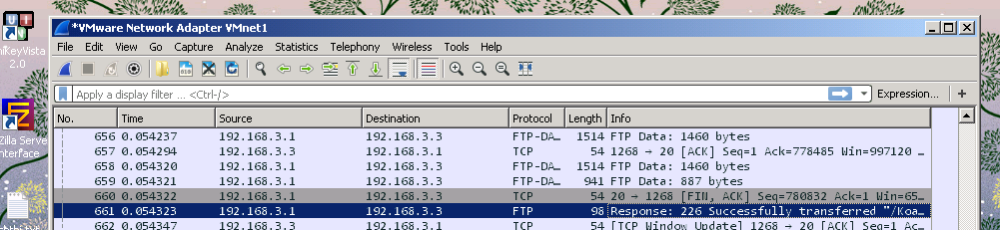 *VMware Network Adapter VMnet1
File Edit View Go Capture Analyze Statistics Telephony Wireless Tools Help
2.0
Apply a display filter ... <Ctrl-/> Expression... +
No. Time Source Destination Protocol Length Info
656 0.054237 192.168.3.1 192.168.3.3 FTP-DA… 1514 FTP Data: 1460 bytes
657 0.054294 192.168.3.3 192.168.3.1 TCP 54 1268 → 20 [ACK] Seq=1 Ack=778485 Win=997120 …
658 0.054320 192.168.3.1 192.168.3.3 FTP-DA… 1514 FTP Data: 1460 bytes
659 0.054321 192.168.3.1 192.168.3.3 FTP-DA… 941 FTP Data: 887 bytes
660 0.054322 192.168.3.1 192.168.3.3 TCP 54 20 → 1268 [FIN, ACK] Seq=780832 Ack=1 Win=65…
661 0.054323 192.168.3.1 192.168.3.3 FTP 98 Response: 226 Successfully transferred "/Koa…
662 0.054347 192.168.3.3 192.168.3.1 TCP 54 [TCP Window Update] 1268 → 20 [ACK]
iKeyVista
Zilla Serve
nterface